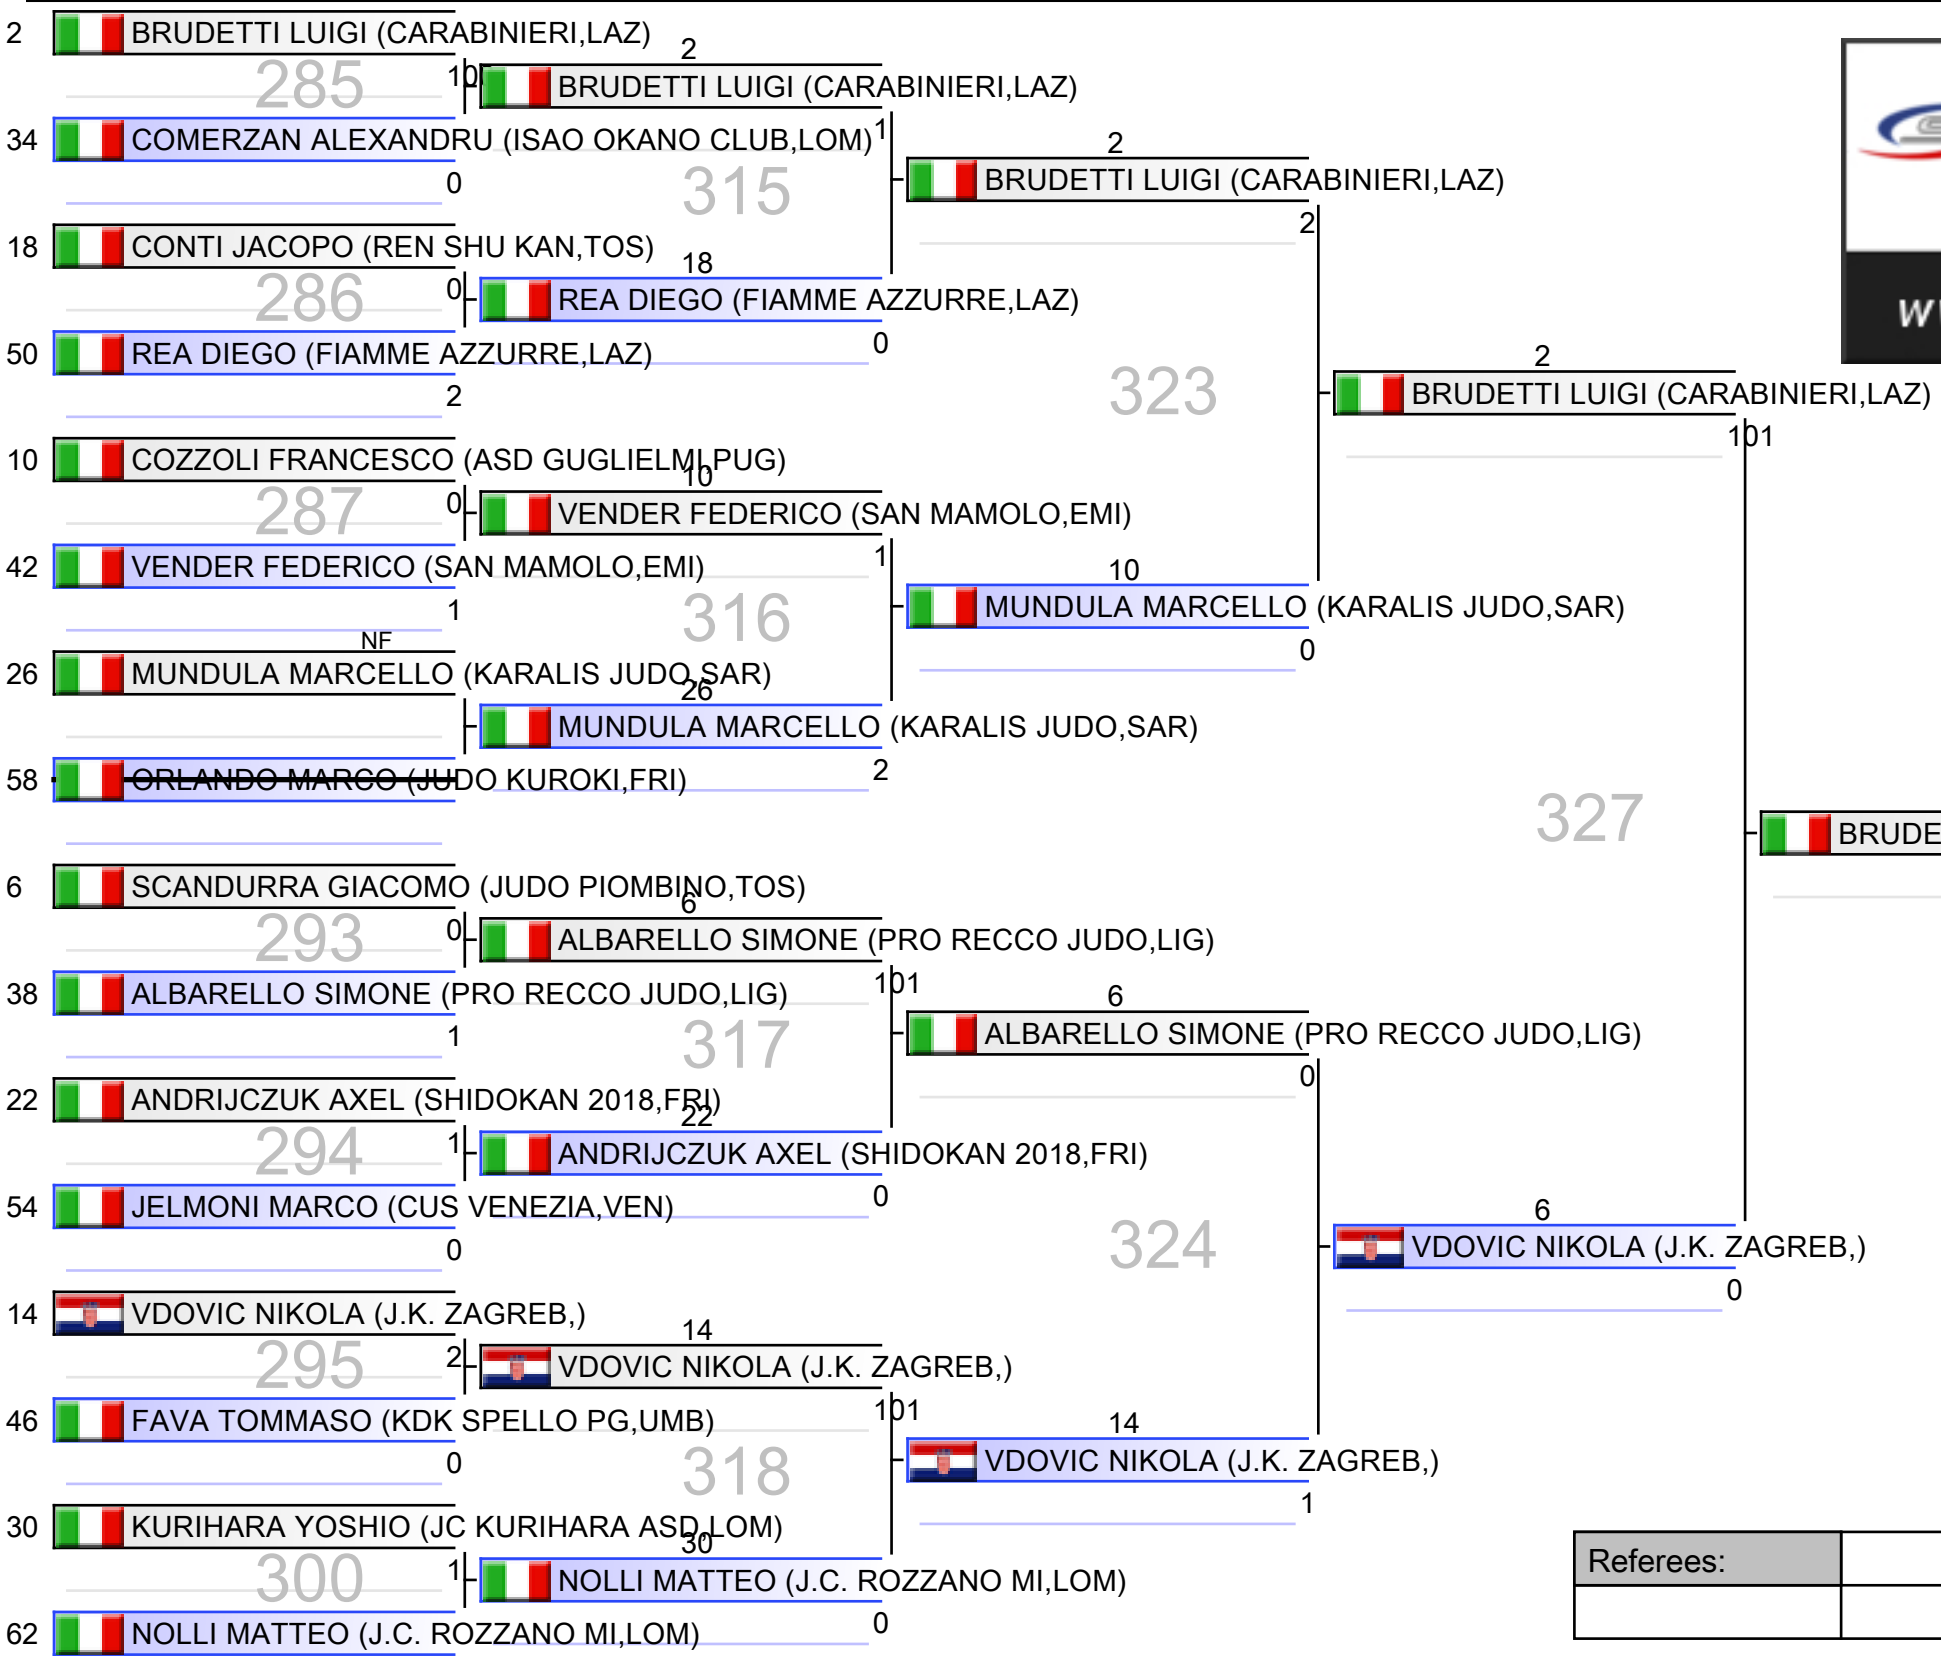 2 BRUDETTI LUIGI (CARABINIERI,LAZ)
2
285
10
BRUDETTI LUIGI (CARABINIERI,LAZ)
34 COMERZAN ALEXANDRU (ISAO OKANO CLUB,LOM)
1
2
0
315
BRUDETTI LUIGI (CARABINIERI,LAZ)
2
18 CONTI JACOPO (REN SHU KAN,TOS)
18
286
0
REA DIEGO (FIAMME AZZURRE,LAZ)
50 REA DIEGO (FIAMME AZZURRE,LAZ)
0
2
2
323
BRUDETTI LUIGI (CARABINIERI,LAZ)
101
10 COZZOLI FRANCESCO (ASD GUGLIELMI,PUG)
10
287
0
VENDER FEDERICO (SAN MAMOLO,EMI)
42 VENDER FEDERICO (SAN MAMOLO,EMI)
1
10
1
316
MUNDULA MARCELLO (KARALIS JUDO,SAR)
0
NF
26 MUNDULA MARCELLO (KARALIS JUDO,SAR)
26
MUNDULA MARCELLO (KARALIS JUDO,SAR)
58 ORLANDO MARCO (JUDO KUROKI,FRI)
2
327
BRUDE
6 SCANDURRA GIACOMO (JUDO PIOMBINO,TOS)
6
293
0
ALBARELLO SIMONE (PRO RECCO JUDO,LIG)
38 ALBARELLO SIMONE (PRO RECCO JUDO,LIG)
101
6
1
317
ALBARELLO SIMONE (PRO RECCO JUDO,LIG)
0
22 ANDRIJCZUK AXEL (SHIDOKAN 2018,FRI)
22
294
1
ANDRIJCZUK AXEL (SHIDOKAN 2018,FRI)
54 JELMONI MARCO (CUS VENEZIA,VEN)
0
6
0
324
VDOVIC NIKOLA (J.K. ZAGREB,)
0
14 VDOVIC NIKOLA (J.K. ZAGREB,)
14
295
2
VDOVIC NIKOLA (J.K. ZAGREB,)
46 FAVA TOMMASO (KDK SPELLO PG,UMB)
101
14
0
318
VDOVIC NIKOLA (J.K. ZAGREB,)
1
30 KURIHARA YOSHIO (JC KURIHARA ASD,LOM)
30
300
1
NOLLI MATTEO (J.C. ROZZANO MI,LOM)
62 NOLLI MATTEO (J.C. ROZZANO MI,LOM)
0
Referees: